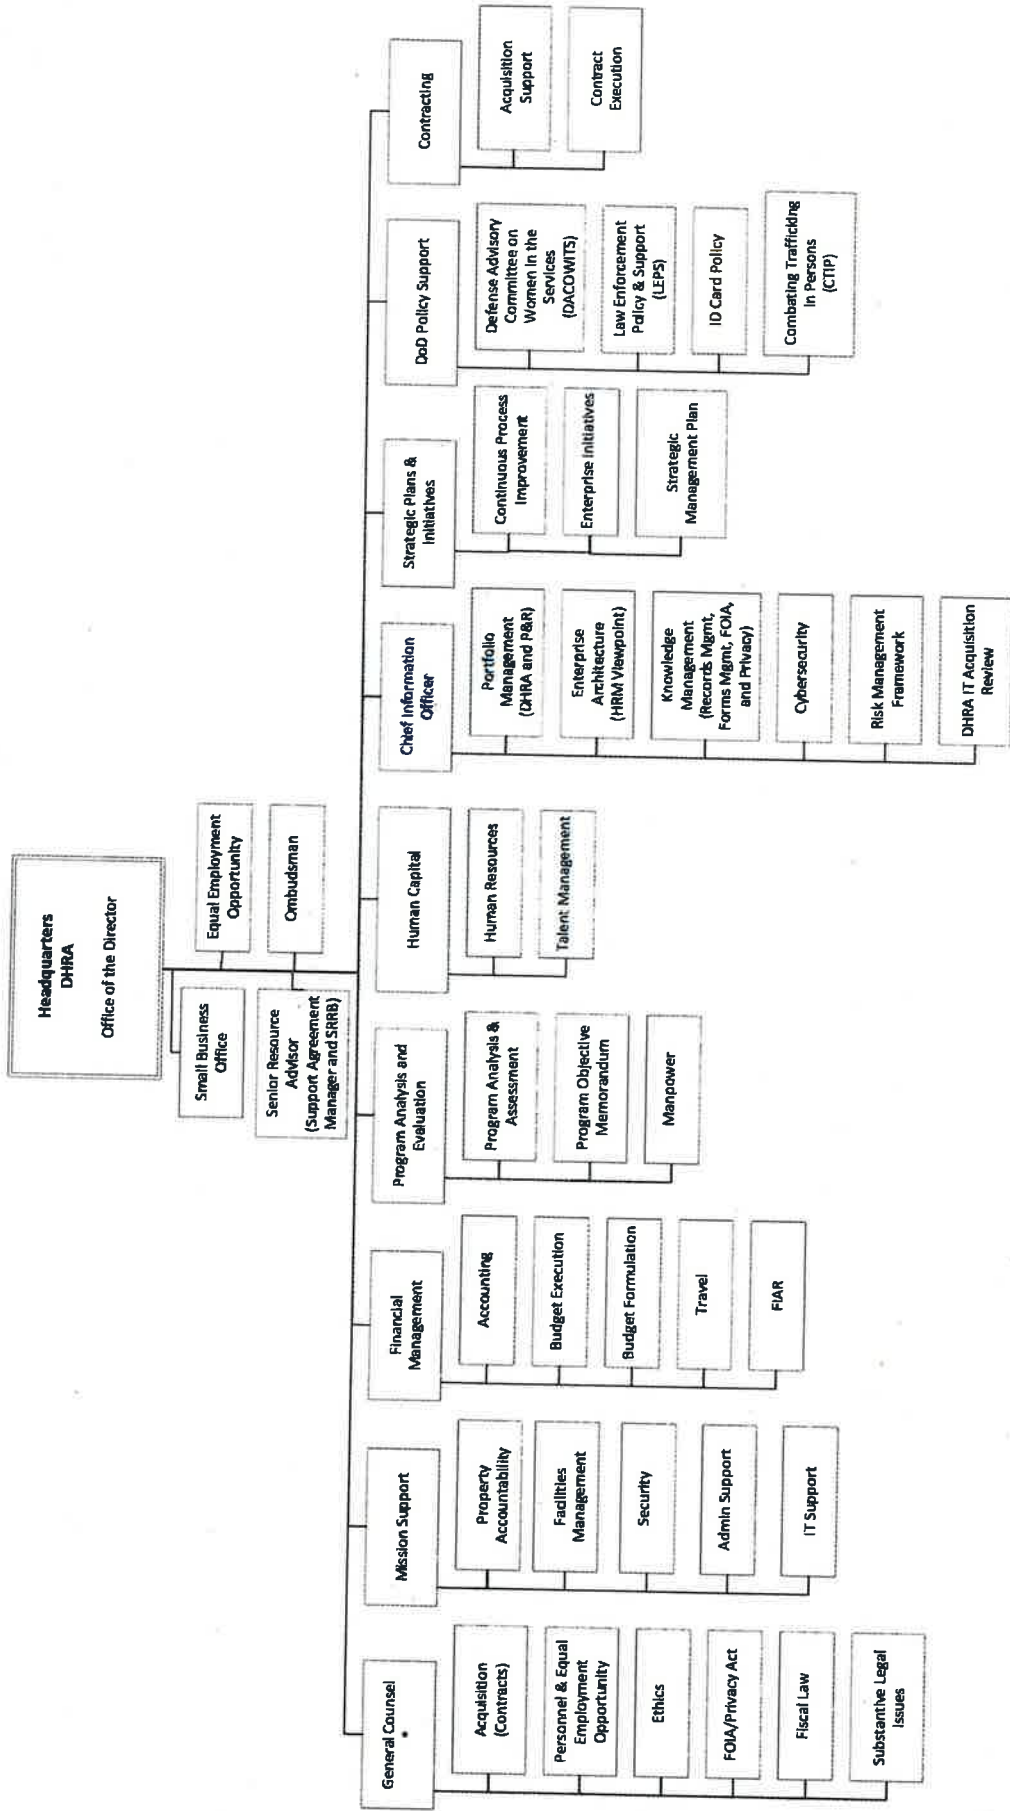 Headquarters
DHRA
Office of the Director
Small Business
Office
Equal Employment
Opportunity
Senior Resource
Advisor
(Support Agreement
Manager and SRRB)
Ombudsman
General Counsel
Acquisition
(Contracts)
Personnel & Equal
Employment
Opportunity
Ethics
FOIA/Privacy Act
Fiscal Law
Substantive Legal
Issues
Mission Support
Property
Accountability
Facilities
Management
Security
Admin Support
IT Support
Financial
Management
Accounting
Budget Execution
Budget Formulation
Travel
FIAR
Program Analysis and
Evaluation
Program Analysis &
Assessment
Program Objective
Memorandum
Manpower
Human Capital
Human Resources
Talent Management
Chief Information
Officer
Portfolio
Management
(DHRA and P&R)
Enterprise
Architecture
(HRM Viewpoint)
Knowledge
Management
(Records Mgmt,
Forms Mgmt, FOIA,
and Privacy)
Cybersecurity
Risk Management
Framework
DHRA IT Acquisition
Review
Strategic Plans &
Initiatives
Continuous Process
Improvement
Enterprise Initiatives
Strategic
Management Plan
DoD Policy Support
Defense Advisory
Committee on
Women in the
Services
(DACOWITS)
Law Enforcement
Policy & Support
(LEPS)
ID Card Policy
Combating Trafficking
In Persons
(CTIP)
Contracting
Acquisition
Support
Contract
Execution